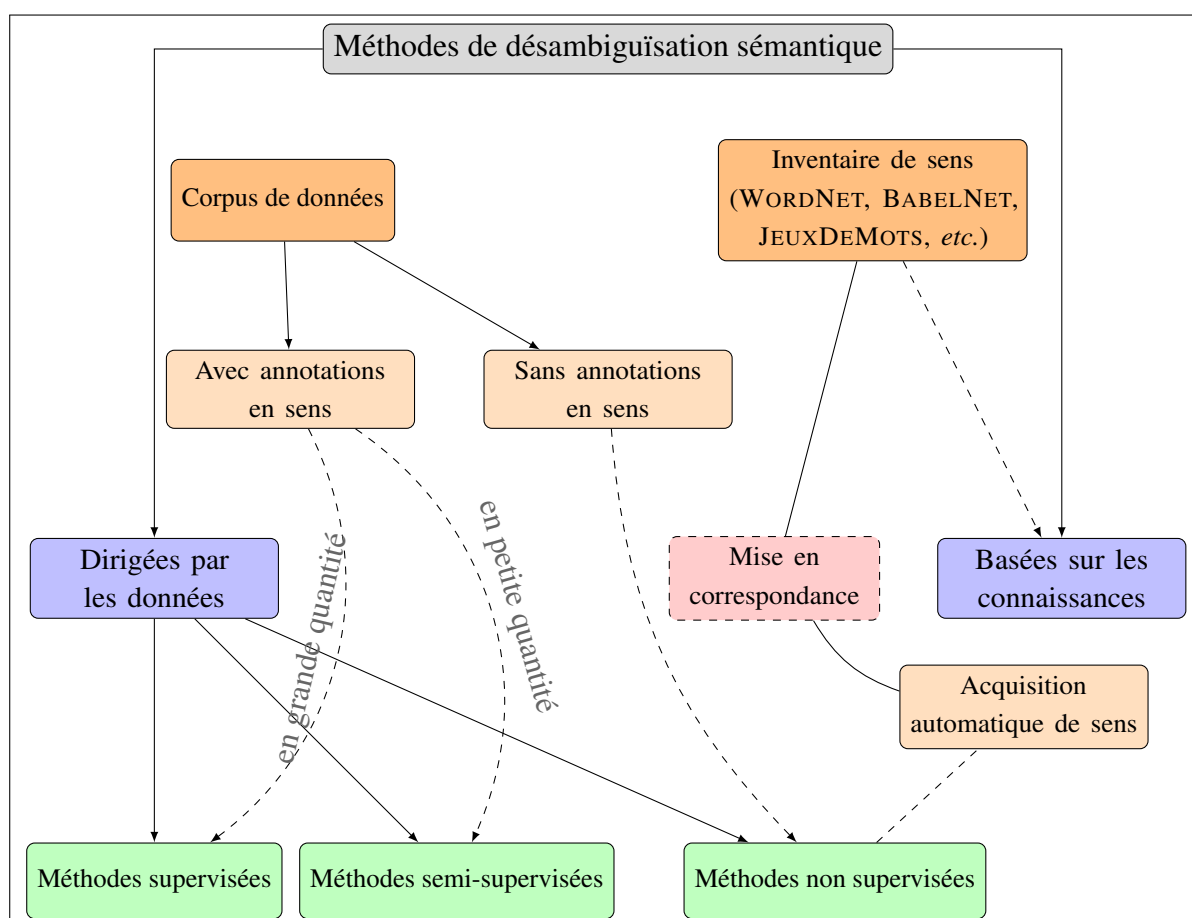 Méthodes de désambiguïsation sémantique
Corpus de données
Inventaire de sens
(WORDNET, BABELNET,
JEUXDEMOTS, etc.)
Avec annotations
en sens
Sans annotations
en sens
en grande quantité
en petite quantité
Dirigées par
les données
Mise en
correspondance
Basées sur les
connaissances
Acquisition
automatique de sens
Méthodes supervisées
Méthodes semi-supervisées
Méthodes non supervisées